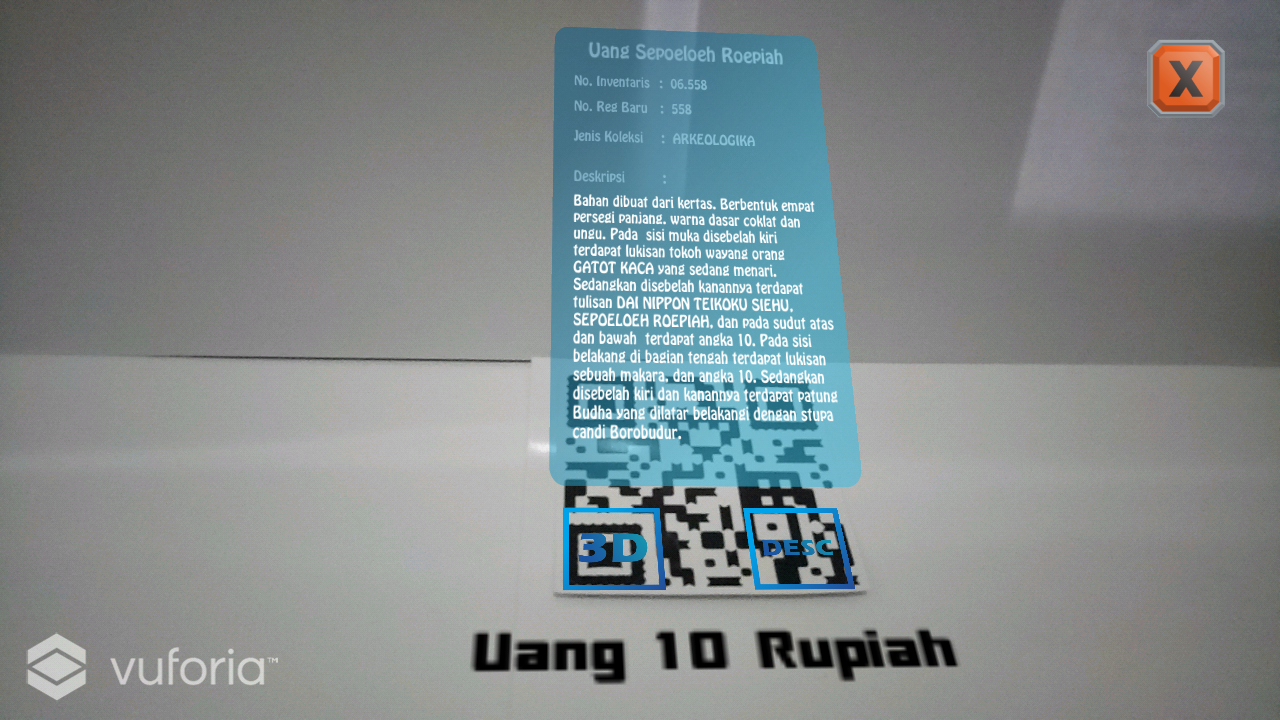 Uang Sepoeloeh Roepiah
X
No. Inventaris : 06.558
No. Reg Baru : 558
Jenis Koleksi : ARKEOLOGIKA
Deskripsi :
Bahan dibuat dari kertas. Berbentuk empat
persegi panjang. warna dasar coklat dan
ungu. Pada sisi muka disebelah kiri
terdapat lukisan tokoh wayang orang
GATOT KACA yang sedang menari.
Sedangkan disebelah kanannya terdapat
tulisan DAI NIPPON TEIKOKU SIEHU.
SEPOELOEH ROEPIAH, dan pada sudut atas
dan bawah terdapat angka 10. Pada sisi
belakang di bagian tengah terdapat lukisan
sebuah makara, dan angka 10. Sedangkan
disebelah kiri dan kanannya terdapat patung
Budha yang dilatar belakangi dengan stupa
candi Borobudur.
3D DESC
Uang 10 Rupiah
vuforia™